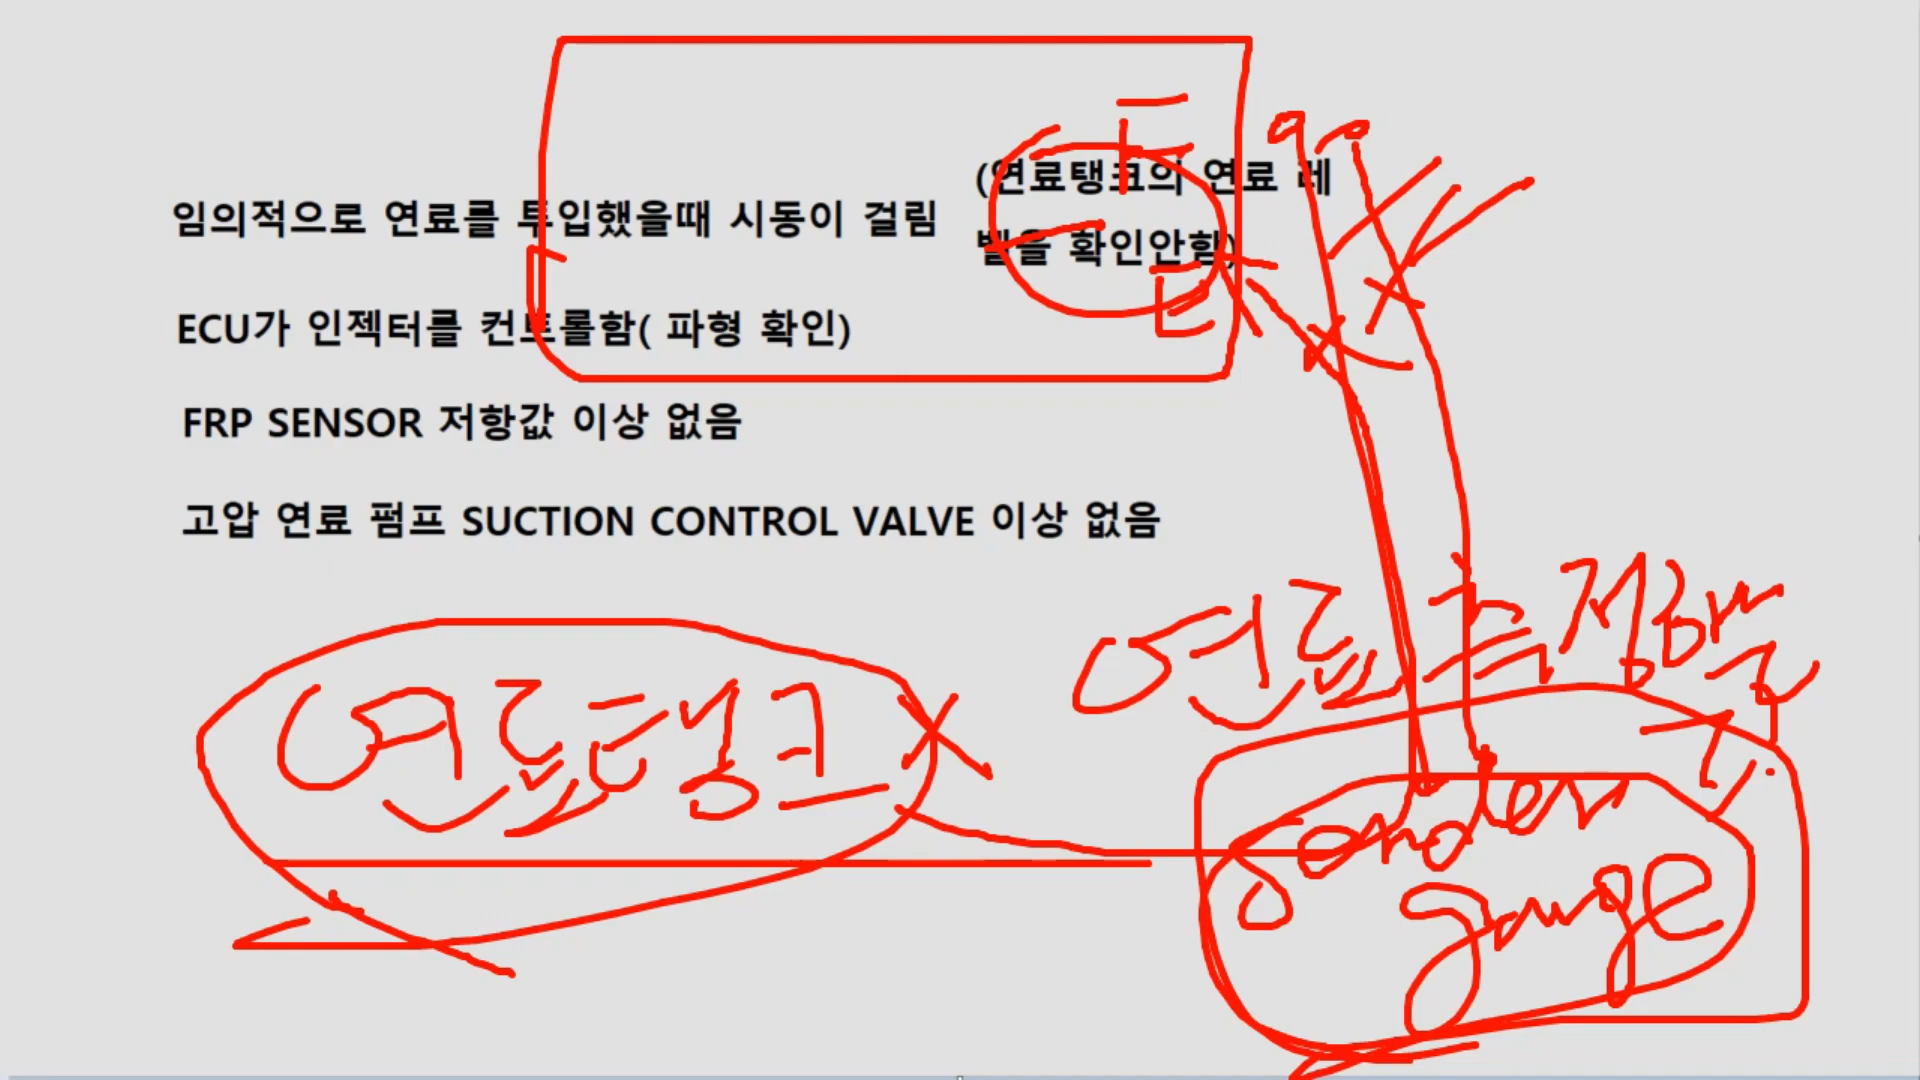 (연료탱크의 연료 레
벨을 확인안함)
임의적으로 연료를 투입했을때 시동이 걸림
ECU가 인젝터를 컨트롤함( 파형 확인)
FRP SENSOR 저항값 이상 없음
고압 연료 펌프 SUCTION CONTROL VALVE 이상 없음
F
E
연료탱크
연료
sender
gauge